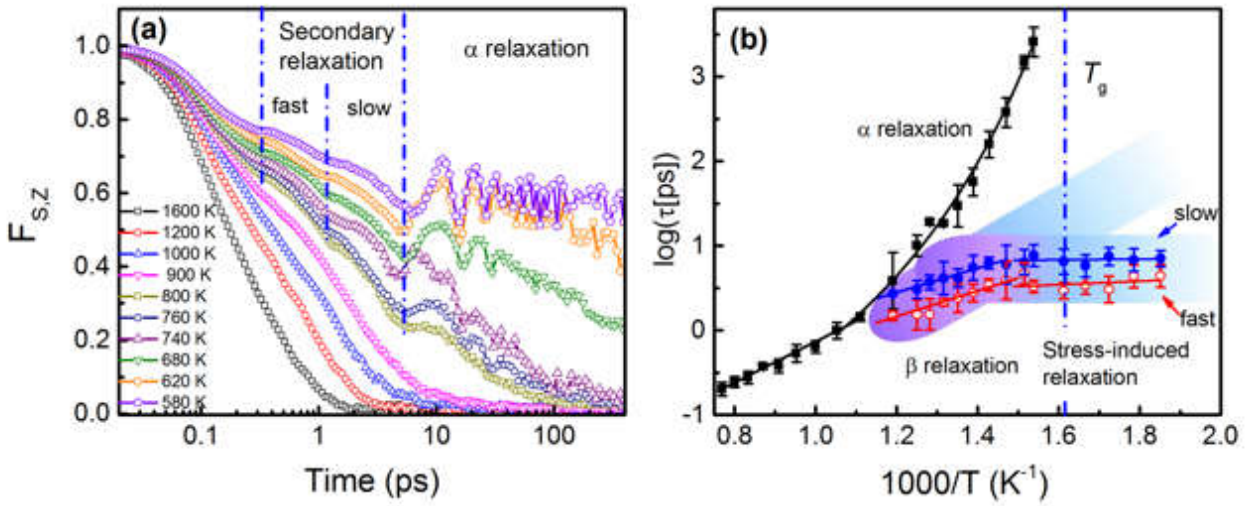 (a)
Secondary
relaxation
α relaxation
fast
slow
1.0
0.8
0.6
0.4
0.2
0.0
F_{s,Z}
1600 K
1200 K
1000 K
900 K
800 K
760 K
740 K
680 K
620 K
580 K
0.1
1
10
100
Time (ps)
(b)
T_g
α relaxation
slow
fast
β relaxation
Stress-induced
relaxation
3
2
1
0
-1
log(τ[ps])
0.8
1.0
1.2
1.4
1.6
1.8
2.0
1000/T (K⁻¹)